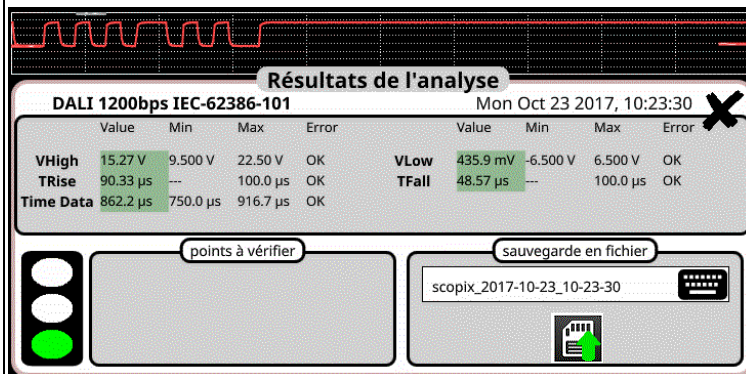 Résultats de l'analyse
DALI 1200bps IEC-62386-101 Mon Oct 23 2017, 10:23:30
Value Min Max Error Value Min Max Error
VHigh 15.27 V 9.500 V 22.50 V OK VLow 435.9 mV -6.500 V 6.500 V OK
TRise 90.33 µs --- 100.0 µs OK TFall 48.57 µs --- 100.0 µs OK
Time Data 862.2 µs 750.0 µs 916.7 µs OK
points à vérifier sauvegarde en fichier
scopix_2017-10-23_10-23-30